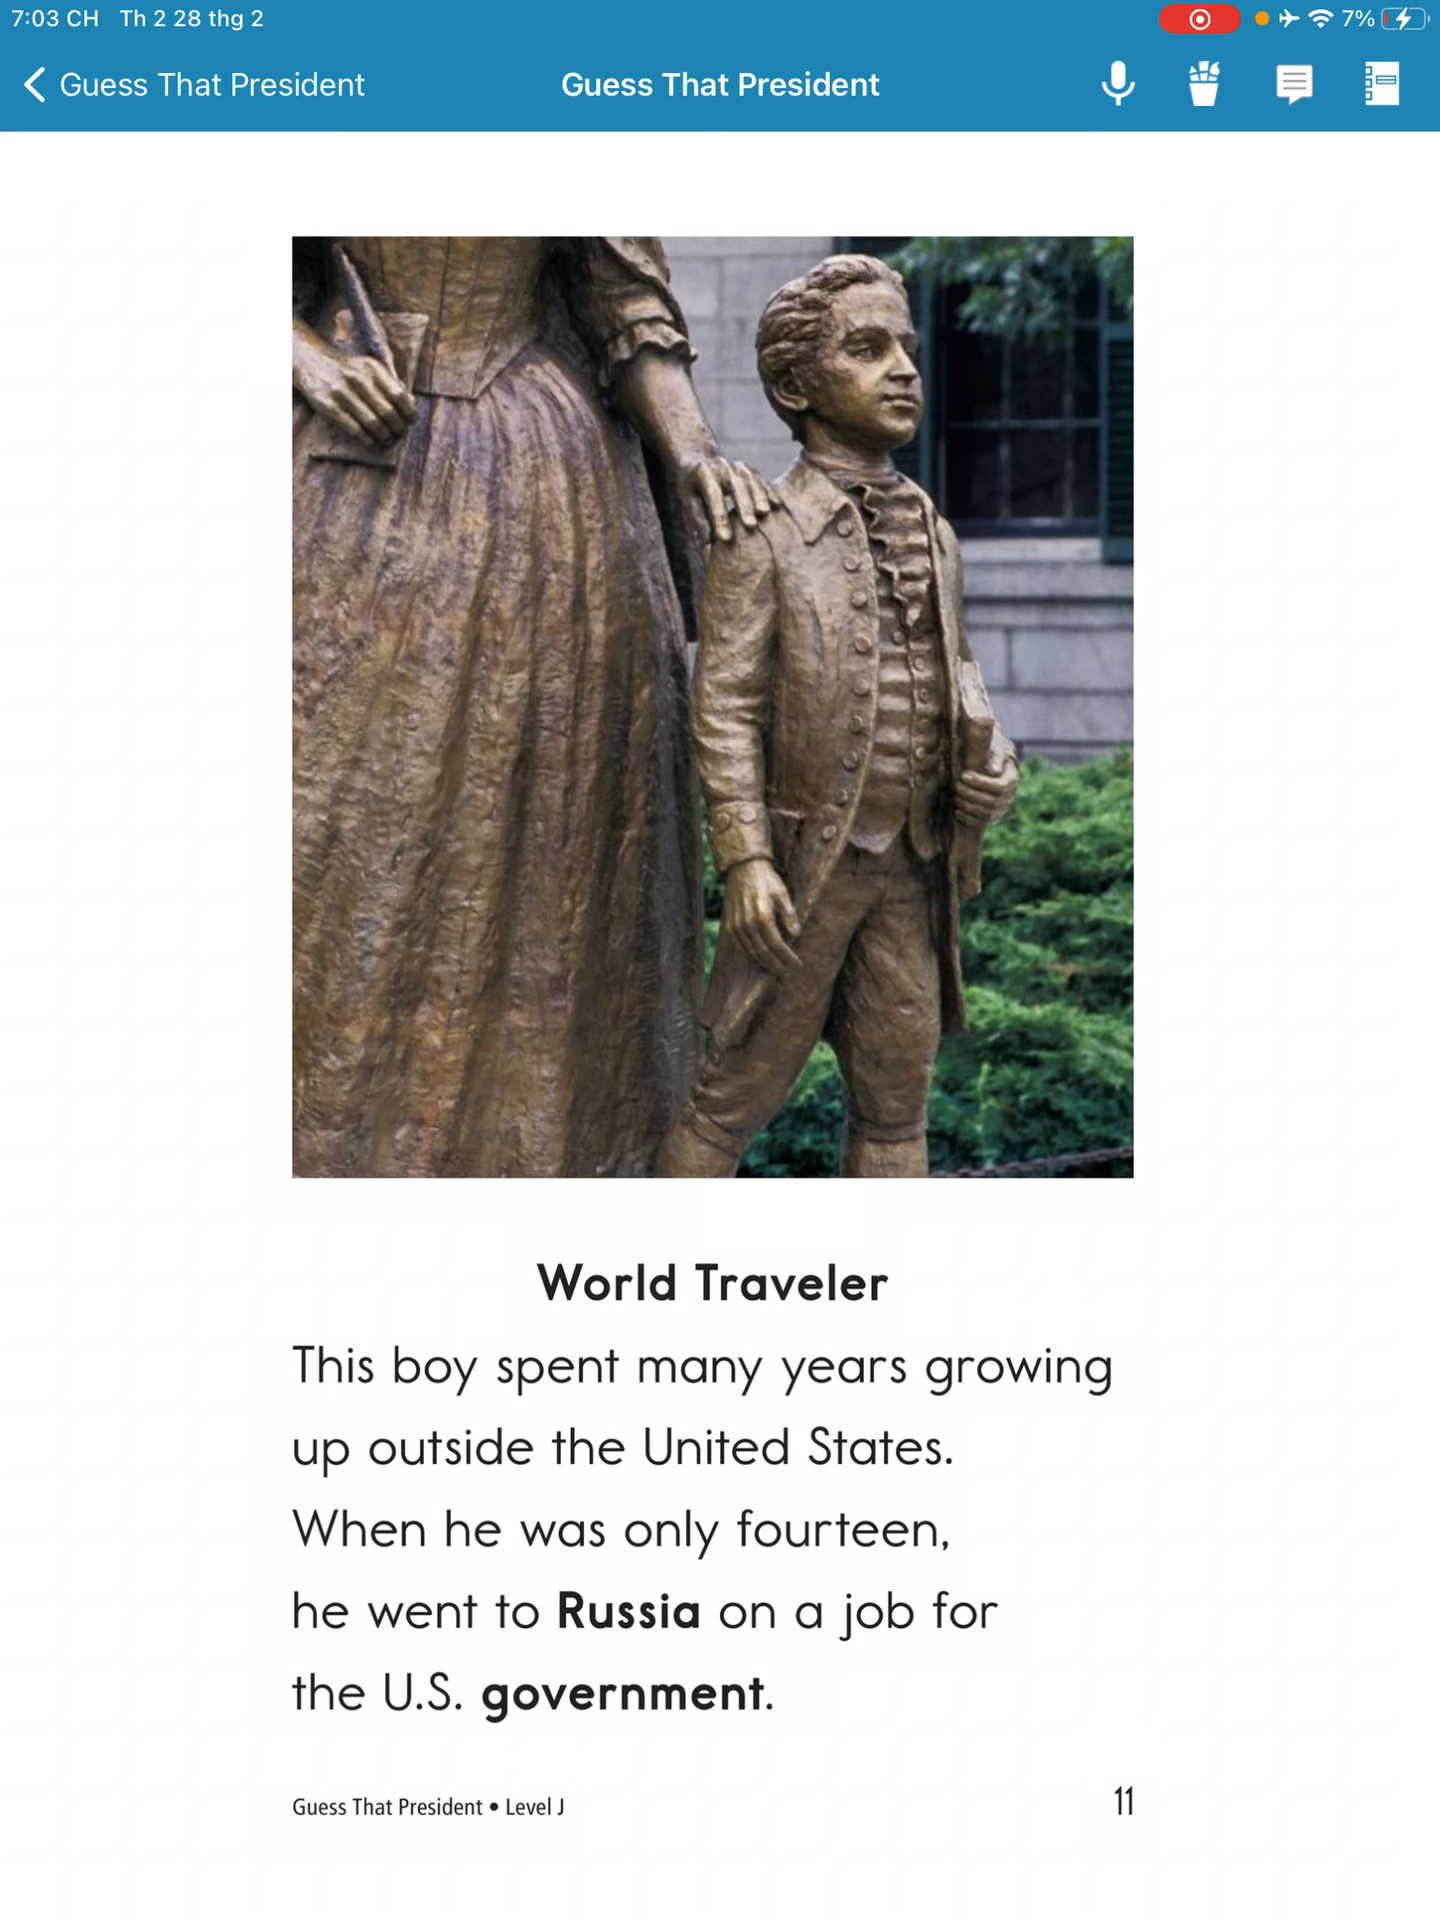 7:03 CH Th 2 28 thg 2
7%
Guess That President
Guess That President
World Traveler
This boy spent many years growing
up outside the United States.
When he was only fourteen,
he went to Russia on a job for
the U.S. government.
Guess That President • Level J
11